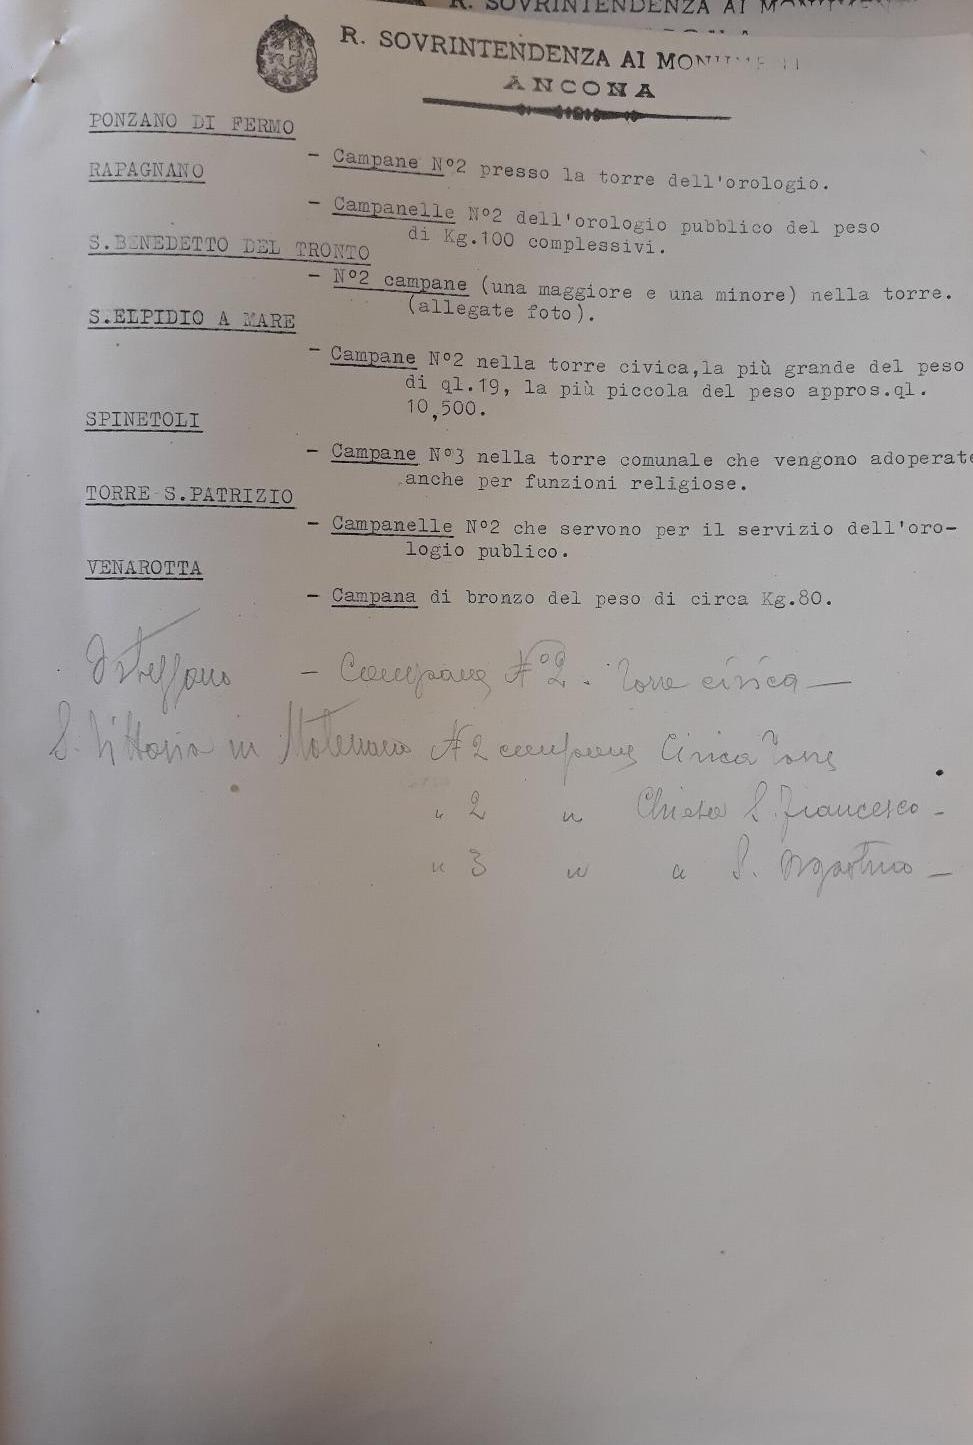 R. SOVRINTENDENZA AI MONUMENTI
R. SOVRINTENDENZA AI MONUMENTI
ANCONA
PONZANO DI FERMO
- Campane N°2 presso la torre dell'orologio.
RAPAGNANO
- Campanelle N°2 dell'orologio pubblico del peso
di Kg.100 complessivi.
S.BENEDETTO DEL TRONTO
- N°2 campane (una maggiore e una minore) nella torre.
(allegate foto).
S.ELPIDIO A MARE
- Campane N°2 nella torre civica,la più grande del peso
di ql.19, la più piccola del peso appros.ql.
10,500.
SPINETOLI
- Campane N°3 nella torre comunale che vengono adoperate
anche per funzioni religiose.
TORRE S.PATRIZIO
- Campanelle N°2 che servono per il servizio dell'oro-
logio publico.
VENAROTTA
- Campana di bronzo del peso di circa Kg.80.
- Campane N°2. Torre civica —
S. Vittoria in Matenano N 2 campane Civica Torre
" 2 " Chiesa S. Francesco -
" 3 " " S. Agostino -